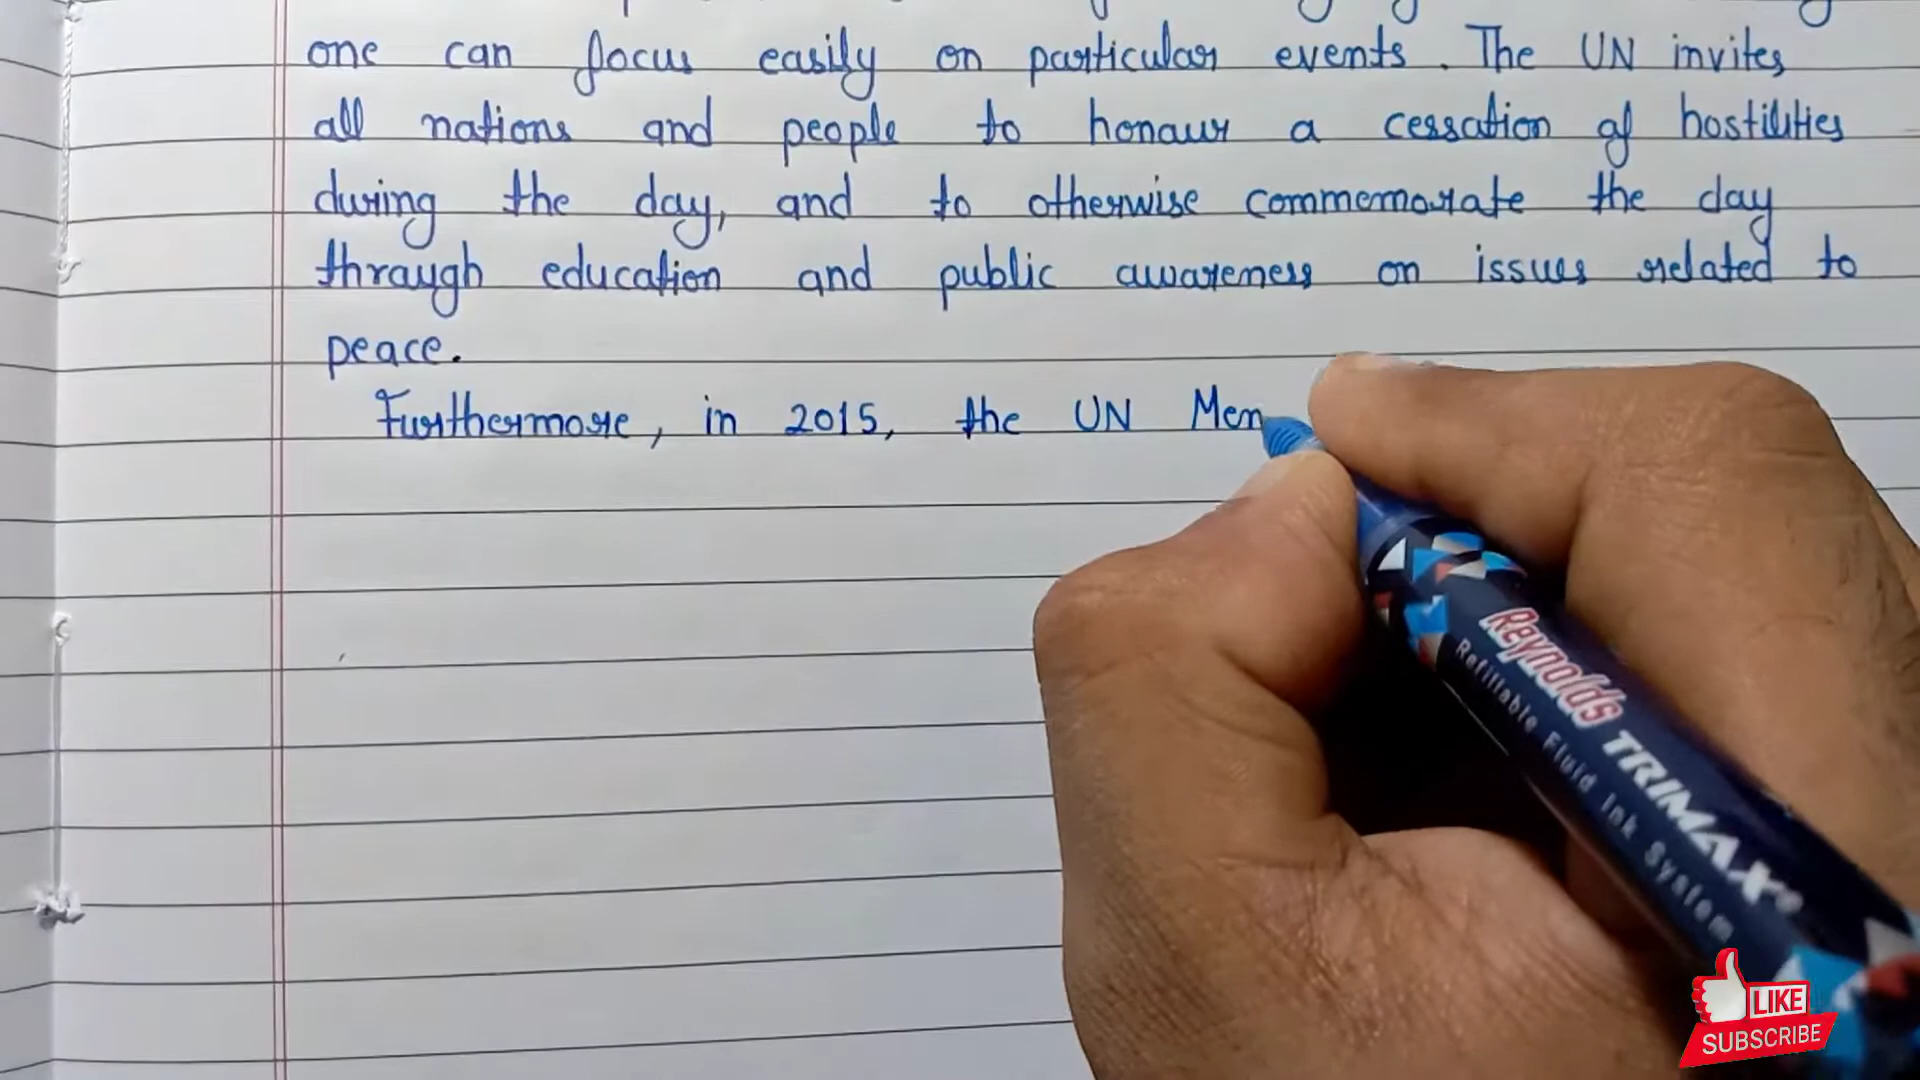 one can focus easily on particular events. The UN invites
all nations and people to honour a cessation of hostilities
during the day, and to otherwise commemorate the day
through education and public awareness on issues related to
peace.
Furthermore, in 2015, the UN Mem
Reynolds TRIMAX®
Refillable Fluid Ink System
LIKE
SUBSCRIBE